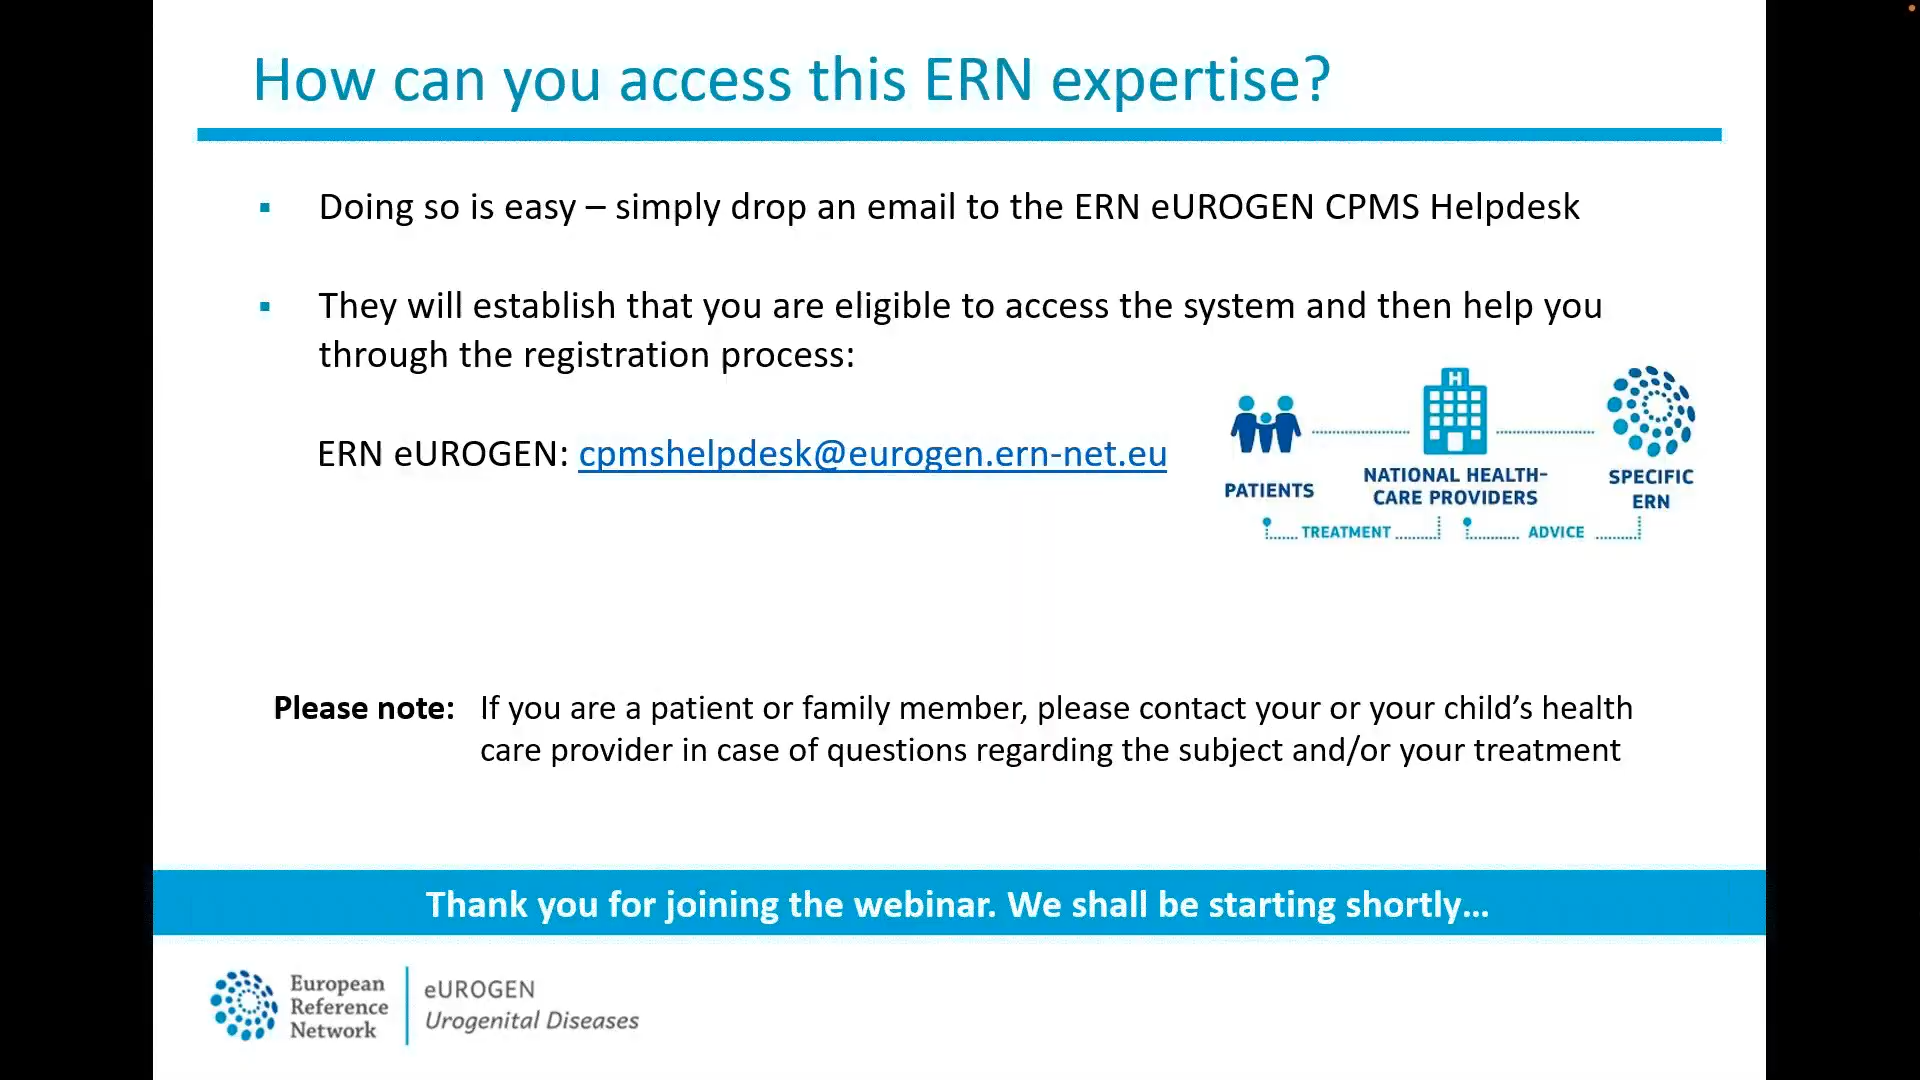 How can you access this ERN expertise?
▪ Doing so is easy – simply drop an email to the ERN eUROGEN CPMS Helpdesk
▪ They will establish that you are eligible to access the system and then help you
through the registration process:
ERN eUROGEN: cpmshelpdesk@eurogen.ern-net.eu
H
PATIENTS
NATIONAL HEALTH-
CARE PROVIDERS
SPECIFIC
ERN
TREATMENT
ADVICE
Please note: If you are a patient or family member, please contact your or your child’s health
care provider in case of questions regarding the subject and/or your treatment
Thank you for joining the webinar. We shall be starting shortly…
European
Reference
Network
eUROGEN
Urogenital Diseases